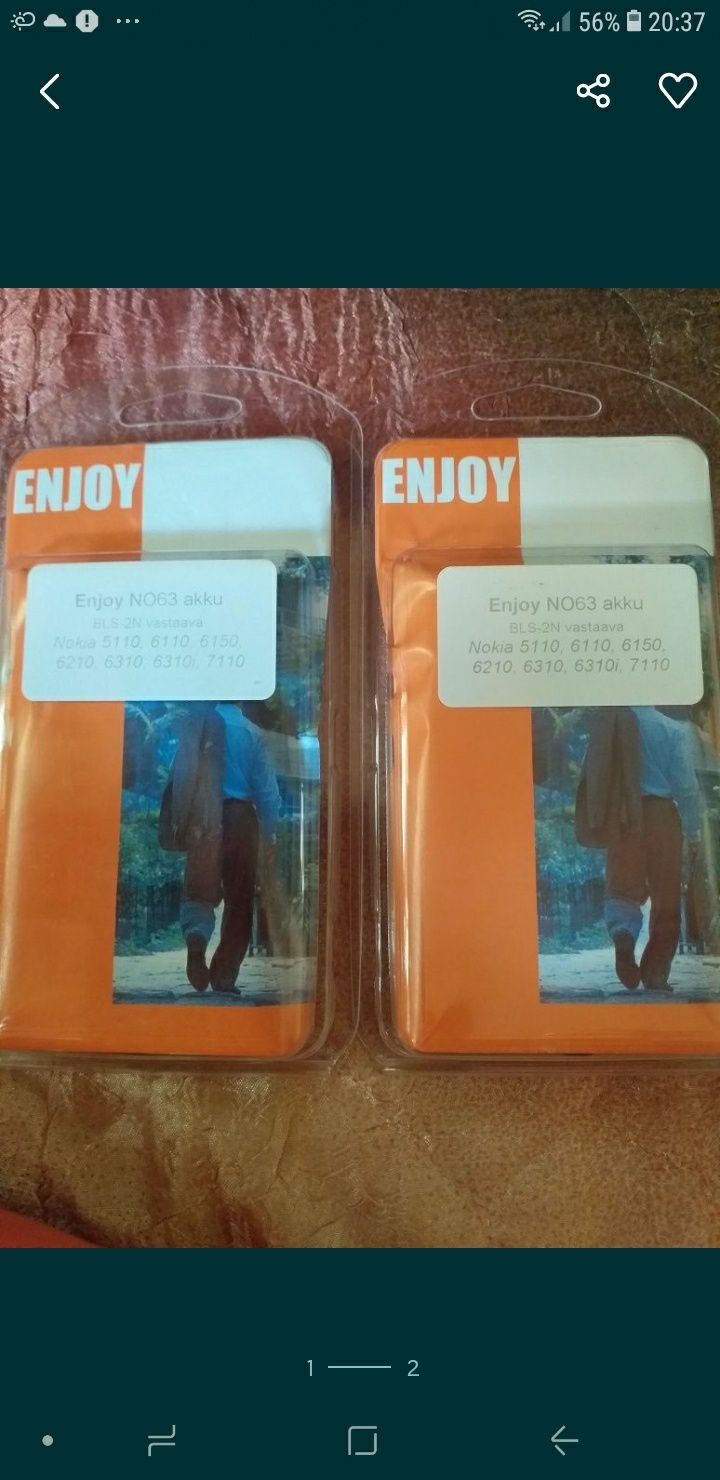 56% 20:37
ENJOY
Enjoy NO63 akku
BLS-2N vastaava
Nokia 5110, 6110, 6150,
6210, 6310, 6310i, 7110
ENJOY
Enjoy NO63 akku
BLS-2N vastaava
Nokia 5110, 6110, 6150,
6210, 6310, 6310i, 7110
1 2